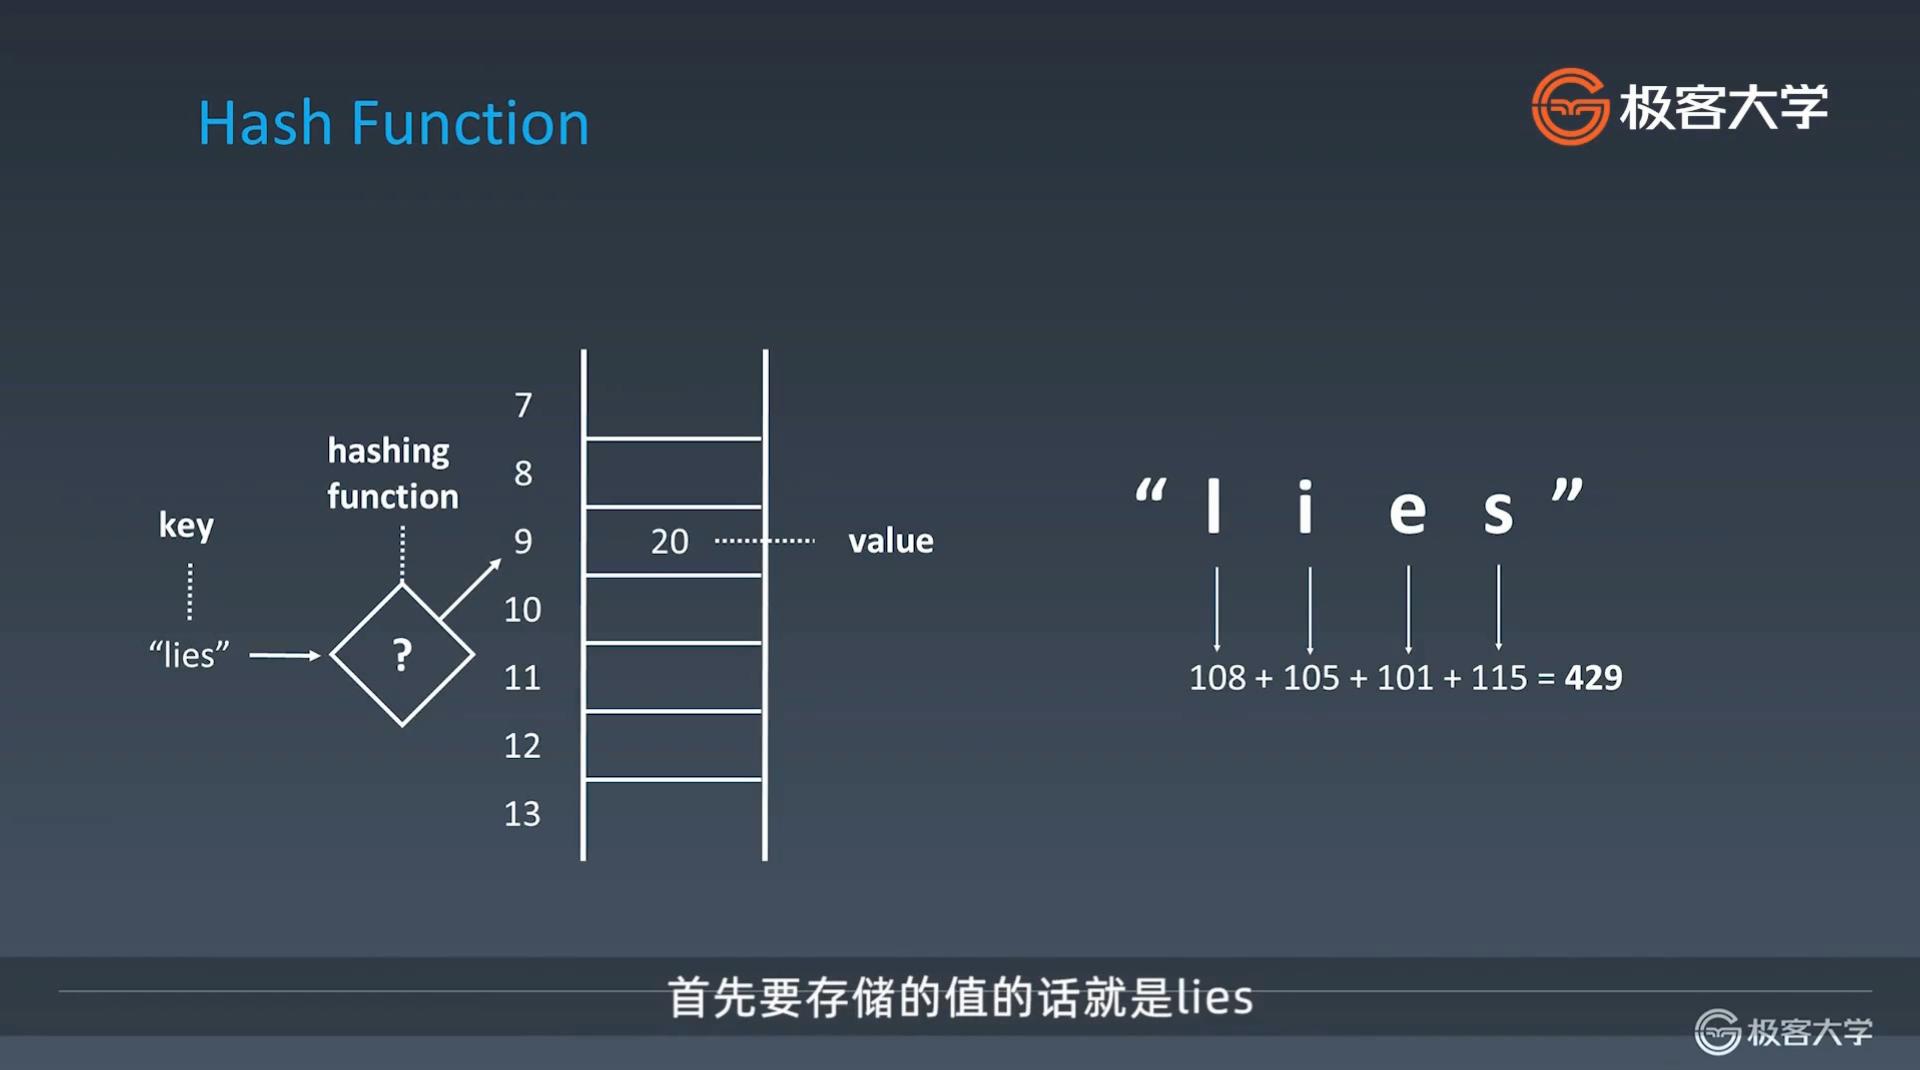 Hash Function
极客大学
hashing
function
key
"lies"
?
7
8
9
10
11
12
13
20
value
“ l i e s ”
108 + 105 + 101 + 115 = 429
首先要存储的值的话就是lies
极客大学